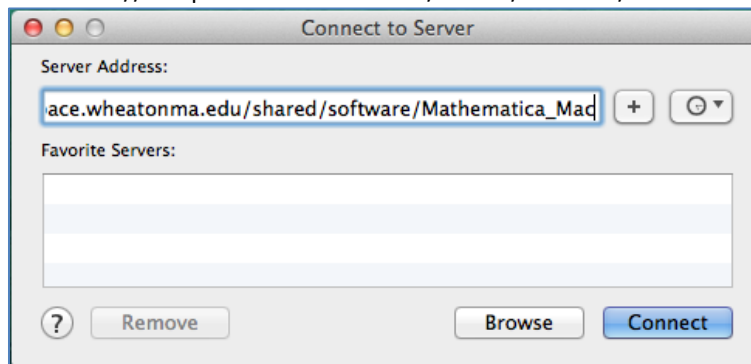 Connect to Server
Server Address:
ace.wheatonma.edu/shared/software/Mathematica_Mac
+
Favorite Servers:
? Remove Browse Connect